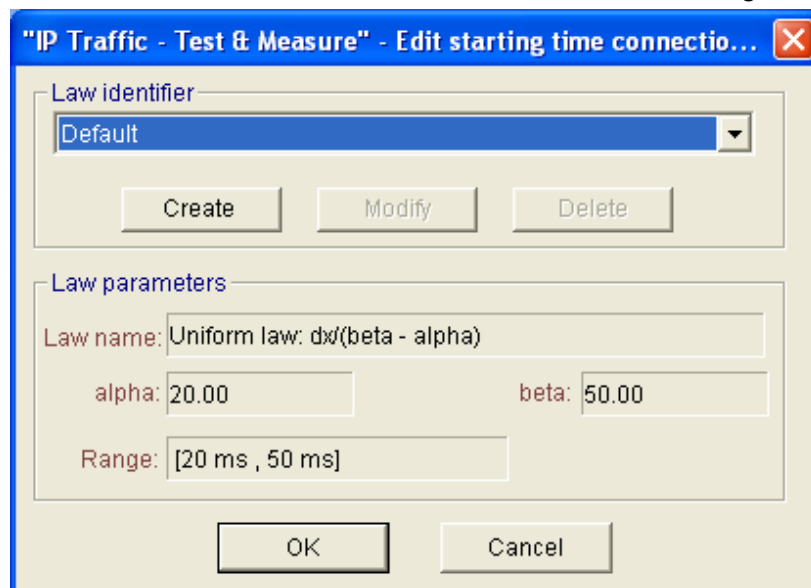 "IP Traffic - Test & Measure" - Edit starting time connectio...
Law identifier
Default
Create Modify Delete
Law parameters
Law name: Uniform law: dx/(beta - alpha)
alpha: 20.00 beta: 50.00
Range: [20 ms , 50 ms]
OK Cancel